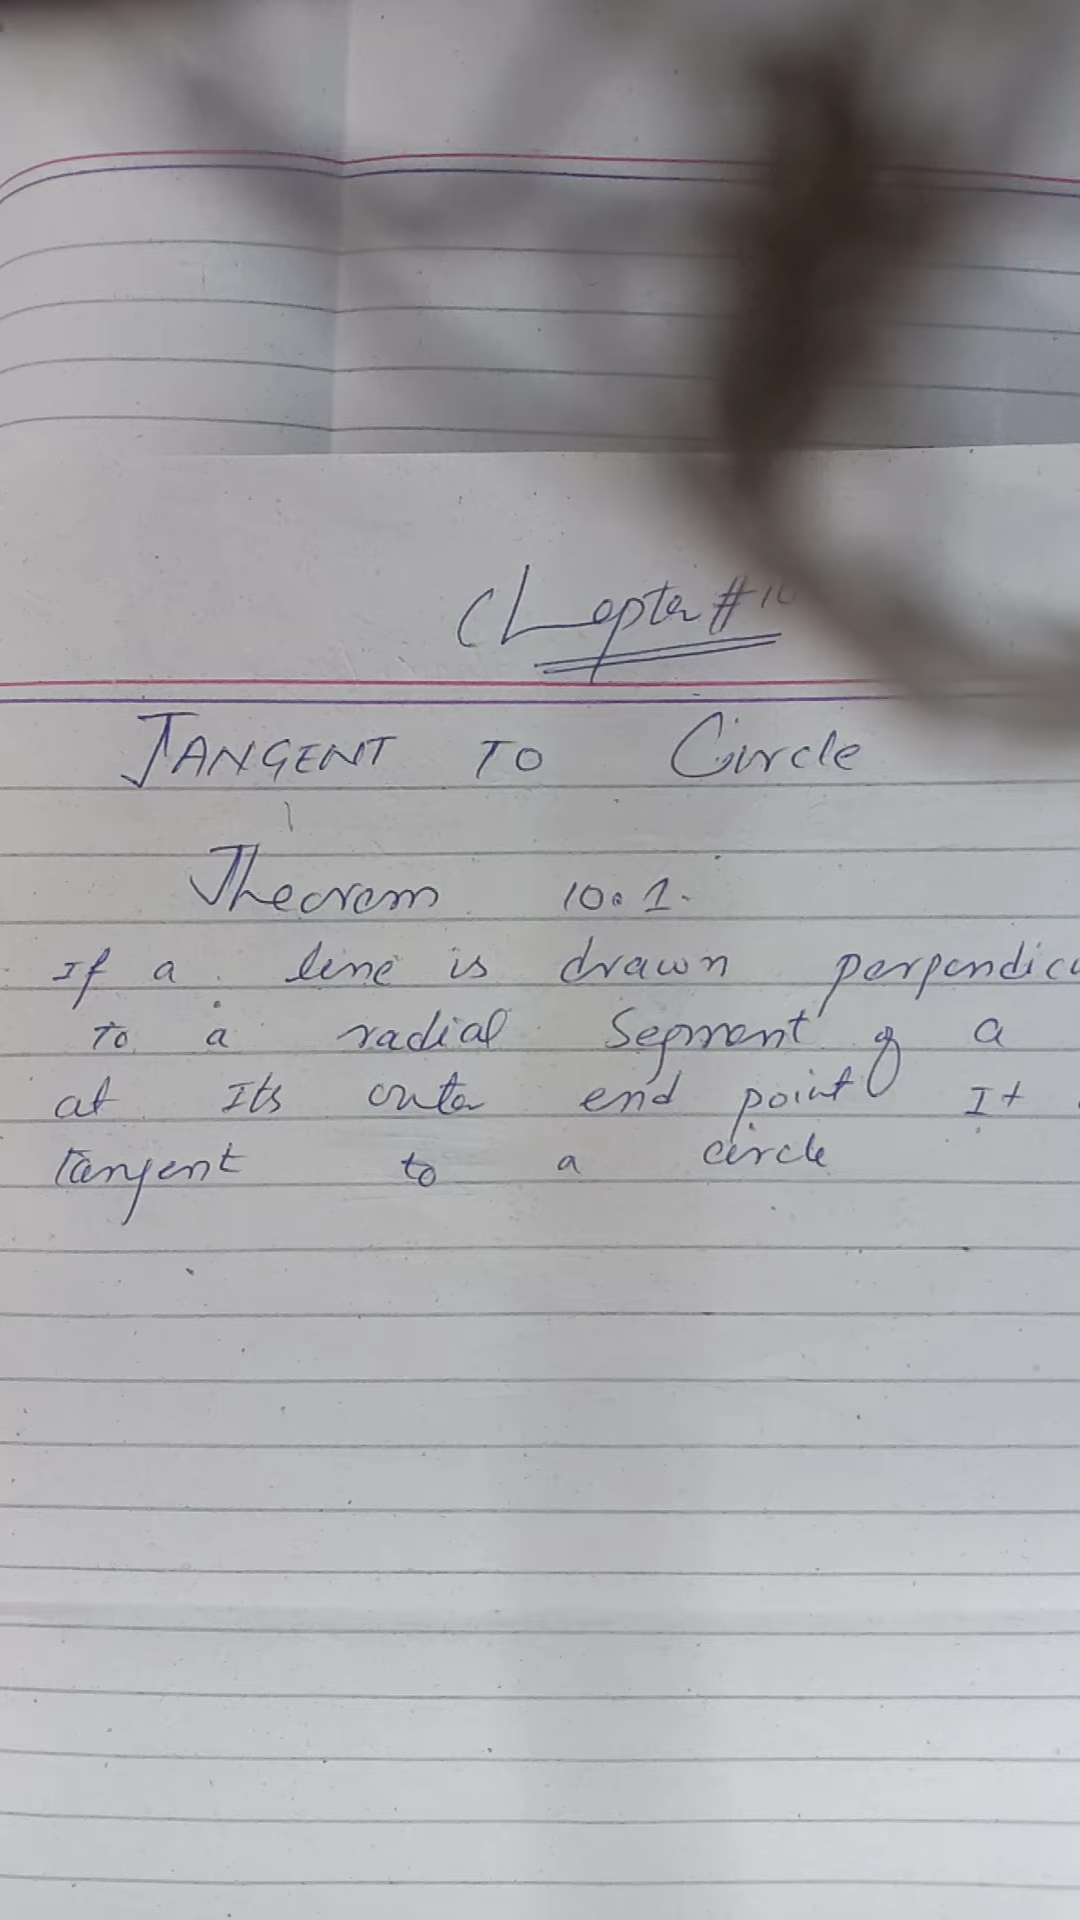 Chapter # 10
TANGENT TO Circle
Theorem 10.1.
If a line is drawn perpendicu
To a radial Segment of a
at Its outer end point It
Tangent to a circle